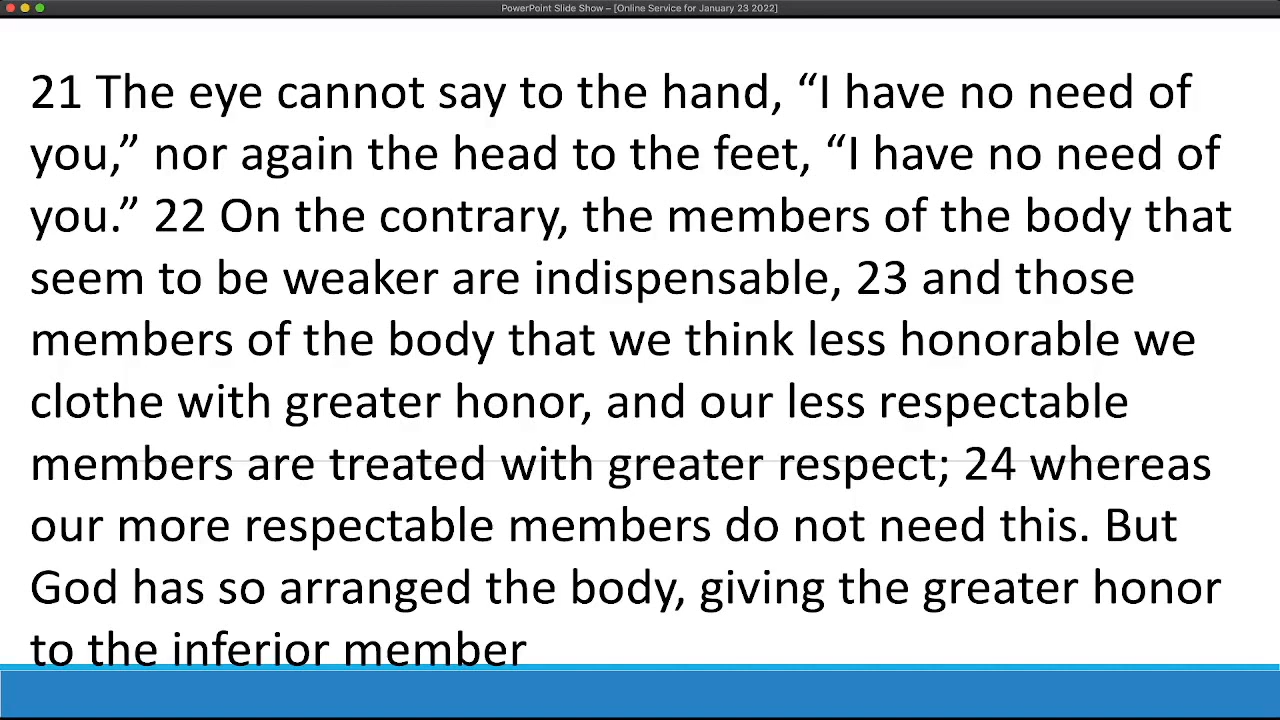 PowerPoint Slide Show – [Online Service for January 23 2022]
21 The eye cannot say to the hand, “I have no need of
you,” nor again the head to the feet, “I have no need of
you.” 22 On the contrary, the members of the body that
seem to be weaker are indispensable, 23 and those
members of the body that we think less honorable we
clothe with greater honor, and our less respectable
members are treated with greater respect; 24 whereas
our more respectable members do not need this. But
God has so arranged the body, giving the greater honor
to the inferior member